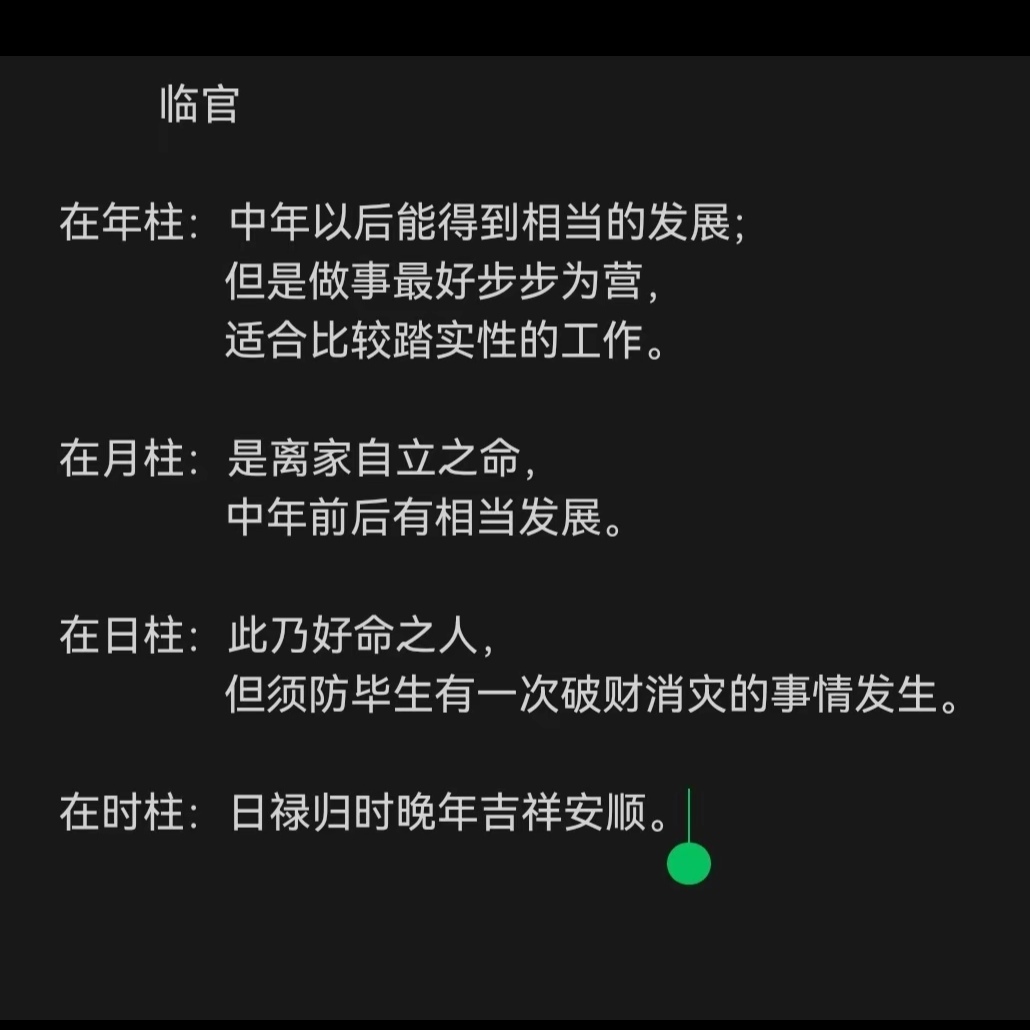 临官
在年柱：中年以后能得到相当的发展；
但是做事最好步步为营，
适合比较踏实性的工作。
在月柱：是离家自立之命，
中年前后有相当发展。
在日柱：此乃好命之人，
但须防毕生有一次破财消灾的事情发生。
在时柱：日禄归时晚年吉祥安顺。